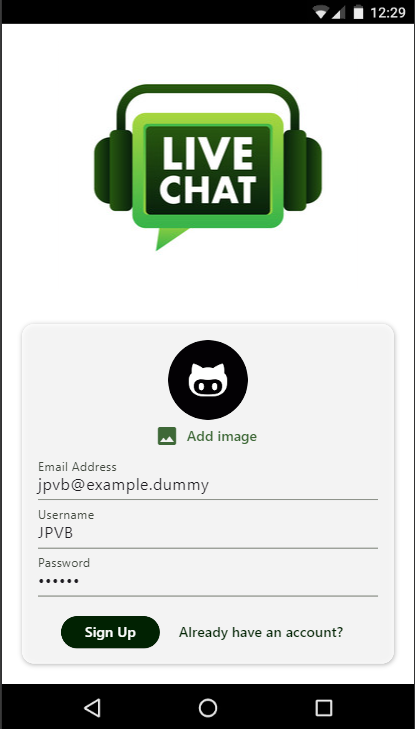 12:29
LIVE
CHAT
Add image
Email Address
jpvb@example.dummy
Username
JPVB
Password
••••••
Sign Up
Already have an account?